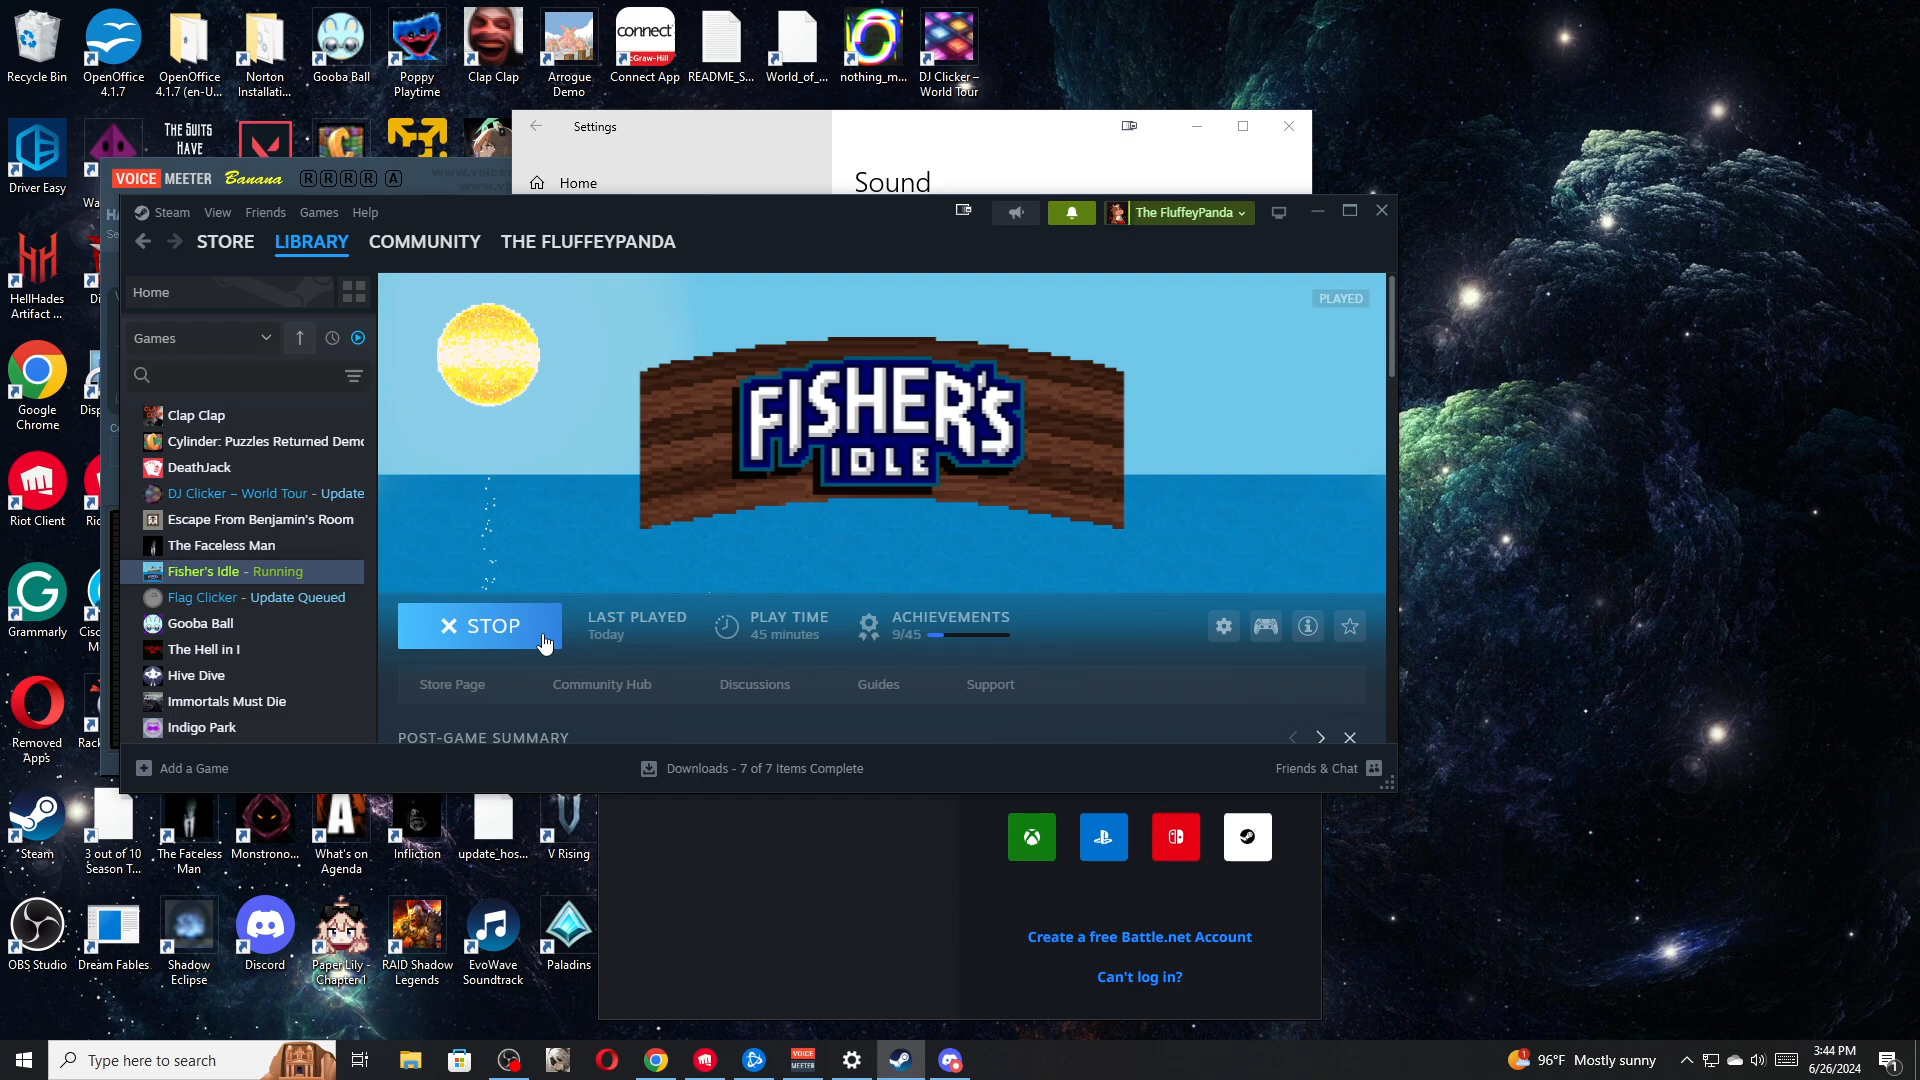 Recycle Bin
OpenOffice 4.1.7
OpenOffice 4.1.7 (en-U...
Norton Installati...
Gooba Ball
Poppy Playtime
Clap Clap
Arrogue Demo
connect
Graw-Hill
Connect App
README_S...
World_of_...
nothing_m...
DJ Clicker – World Tour
Driver Easy
THE SUITS HAVE
Settings
Home
Sound
VOICE MEETER Banana R R R R A
HellHades Artifact ...
Google Chrome
Riot Client
Grammarly
Removed Apps
Steam View Friends Games Help
The FluffeyPanda
STORE LIBRARY COMMUNITY THE FLUFFEYPANDA
Home
Games
Clap Clap
Cylinder: Puzzles Returned Demo
DeathJack
DJ Clicker – World Tour - Update
Escape From Benjamin's Room
The Faceless Man
Fisher's Idle - Running
Flag Clicker - Update Queued
Gooba Ball
The Hell in I
Hive Dive
Immortals Must Die
Indigo Park
PLAYED
FISHER'S
IDLE
STOP
LAST PLAYED
Today
PLAY TIME
45 minutes
ACHIEVEMENTS
9/45
Store Page Community Hub Discussions Guides Support
POST-GAME SUMMARY
Add a Game
Downloads - 7 of 7 Items Complete
Friends & Chat
Steam
3 out of 10 Season T...
The Faceless Man
Monstrono...
What's on Agenda
Infliction
update_hos...
V Rising
OBS Studio
Dream Fables
Shadow Eclipse
Discord
Paper Lily - Chapter 1
RAID Shadow Legends
EvoWave Soundtrack
Paladins
Create a free Battle.net Account
Can't log in?
Type here to search
VOICE MEETER
96°F Mostly sunny
3:44 PM
6/26/2024
1